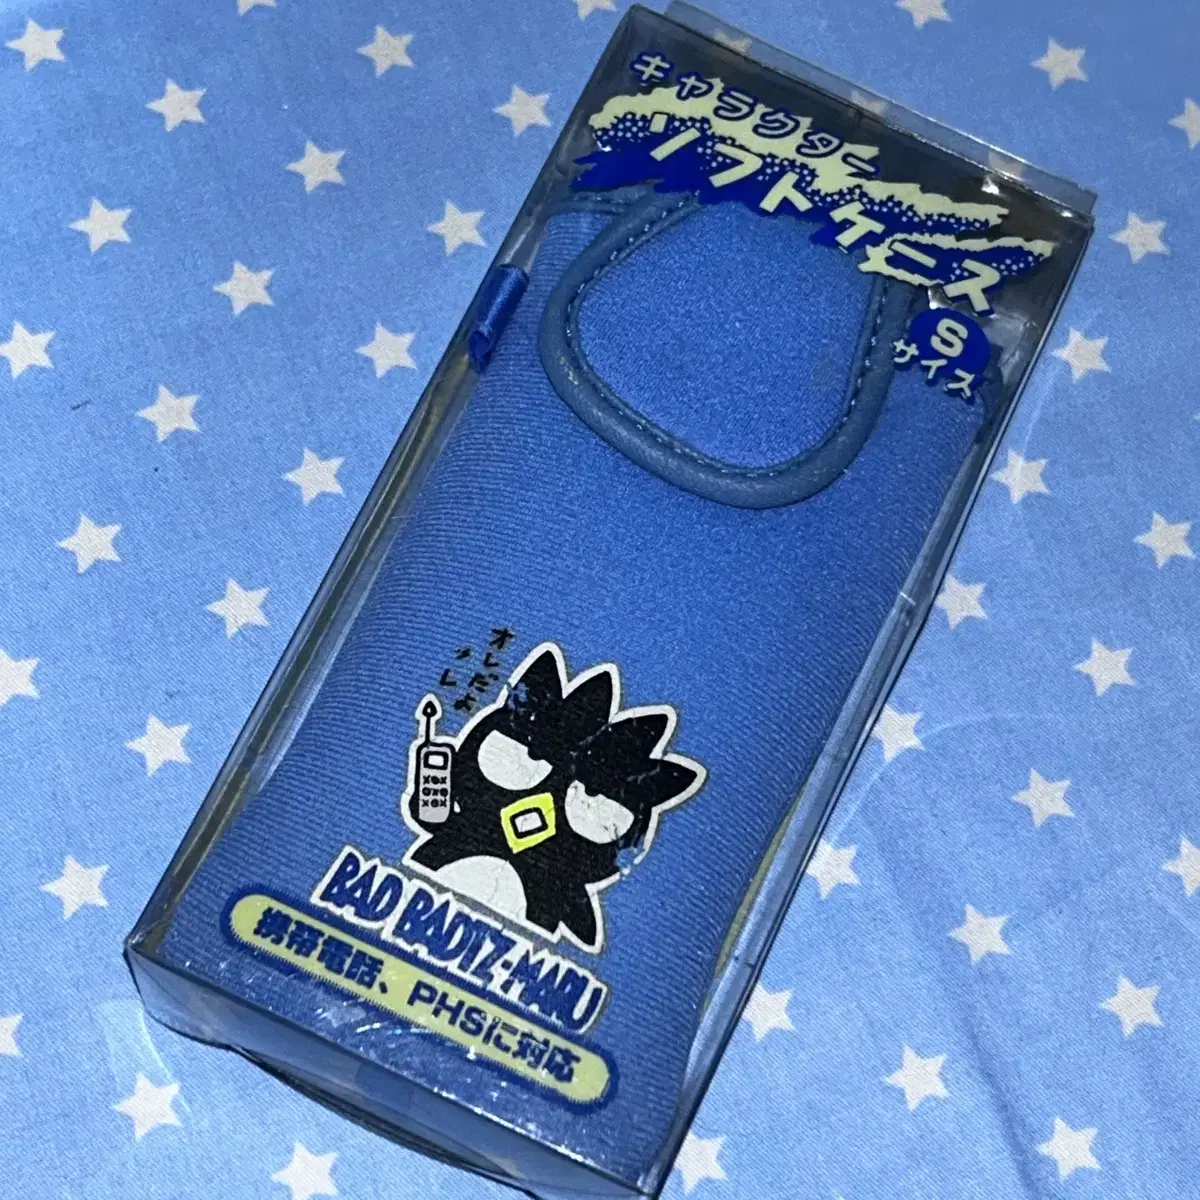 キャラクター
ソフトケース
S
サイズ
オレだよ
オレ
BAD BADTZ-MARU
携帯電話、PHSに対応